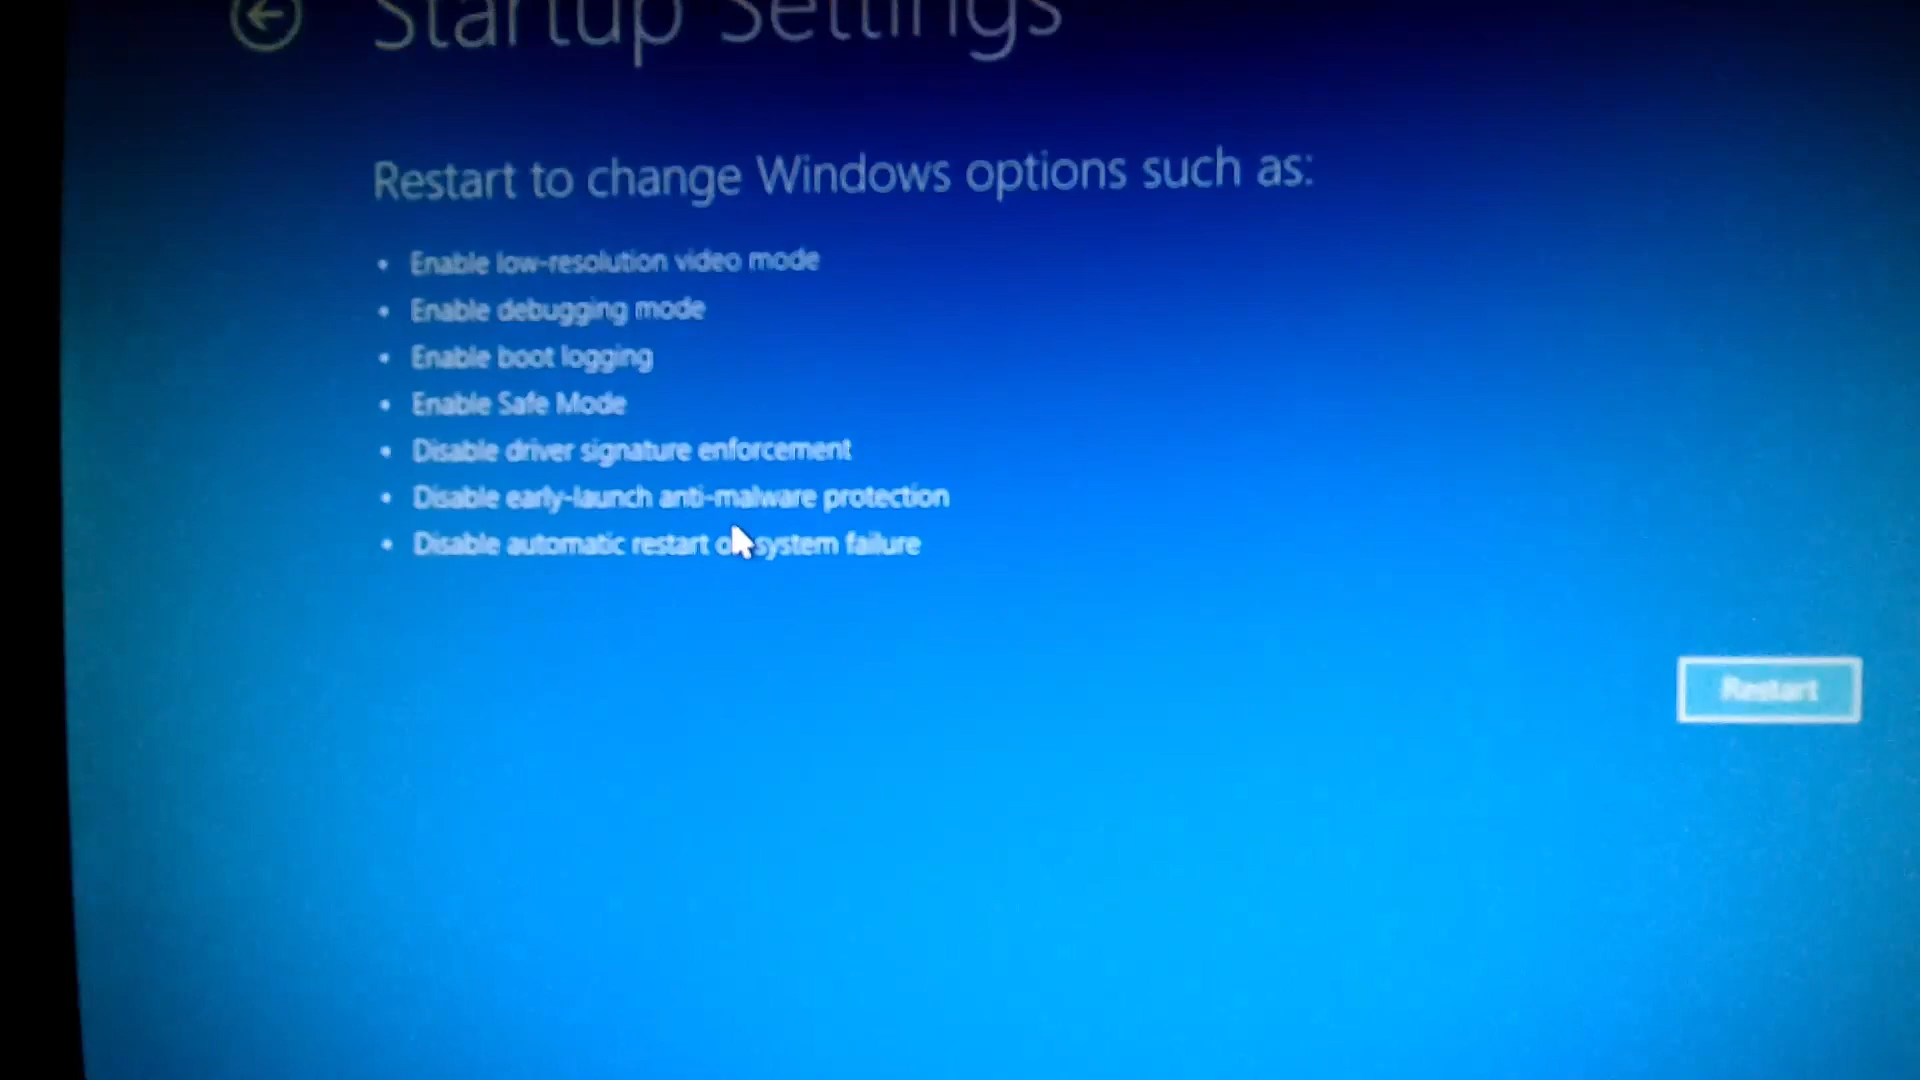 Startup Settings
Restart to change Windows options such as:
• Enable low-resolution video mode
• Enable debugging mode
• Enable boot logging
• Enable Safe Mode
• Disable driver signature enforcement
• Disable early-launch anti-malware protection
• Disable automatic restart on system failure
Restart